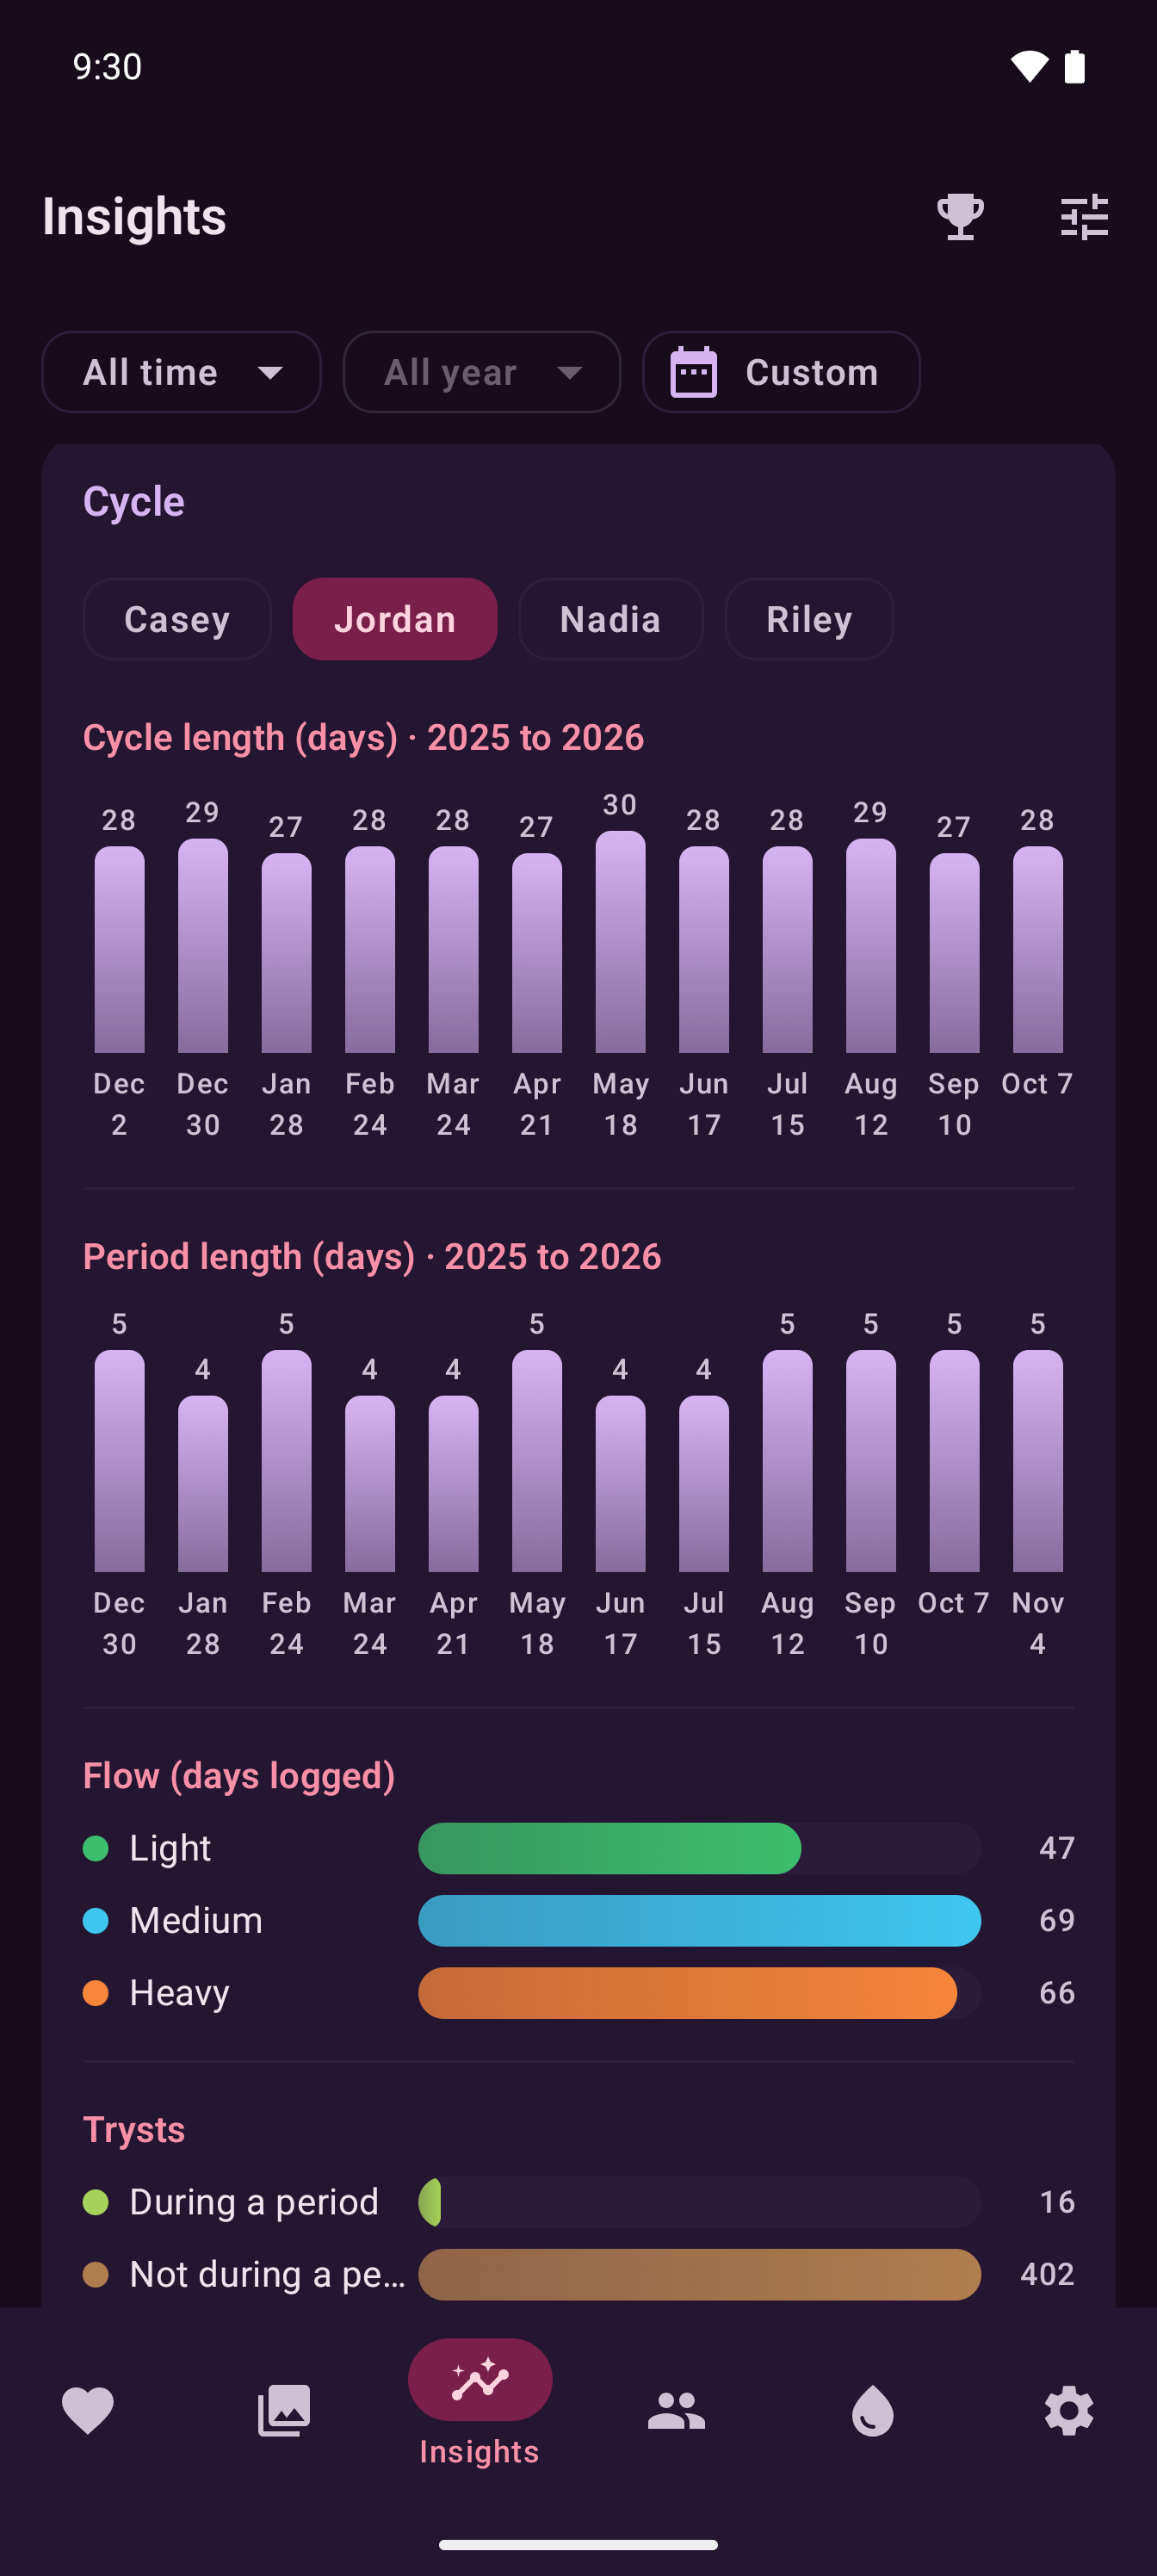 9:30
Insights
All time
All year
Custom
Cycle
Casey
Jordan
Nadia
Riley
Cycle length (days) · 2025 to 2026
28 29 27 28 28 27 30 28 28 29 27 28
Dec Dec Jan Feb Mar Apr May Jun Jul Aug Sep Oct 7
2 30 28 24 24 21 18 17 15 12 10
Period length (days) · 2025 to 2026
5 4 5 4 4 5 4 4 5 5 5 5
Dec Jan Feb Mar Apr May Jun Jul Aug Sep Oct 7 Nov
30 28 24 24 21 18 17 15 12 10 4
Flow (days logged)
Light 47
Medium 69
Heavy 66
Trysts
During a period 16
Not during a pe… 402
Insights